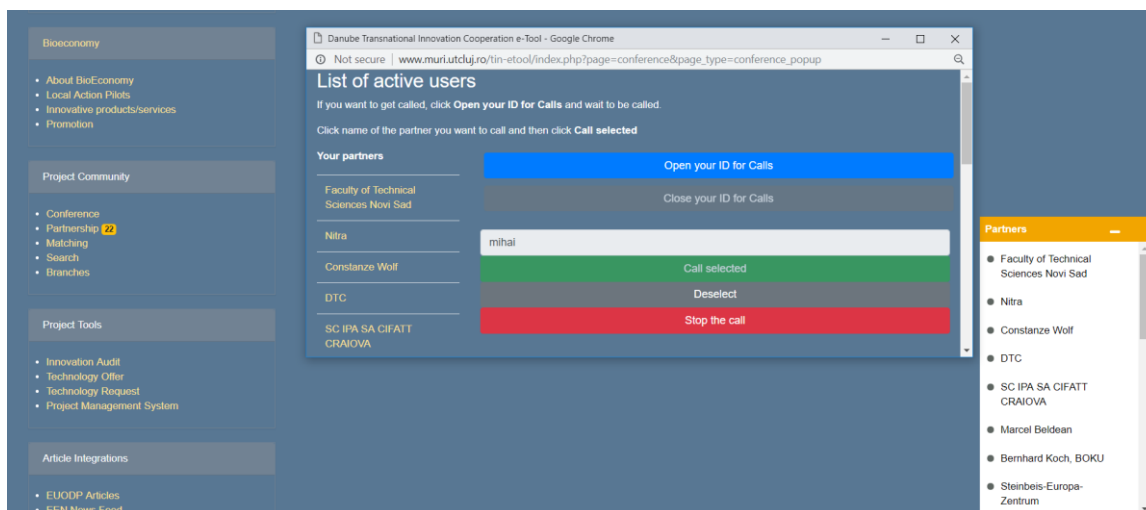 Bioeconomy
About BioEconomy
Local Action Pilots
Innovative products/services
Promotion
Project Community
Conference
Partnership 22
Matching
Search
Branches
Project Tools
Innovation Audit
Technology Offer
Technology Request
Project Management System
Article Integrations
EUODP Articles
EEN News Feed
Danube Transnational Innovation Cooperation e-Tool - Google Chrome
Not secure | www.muri.utcluj.ro/tin-etool/index.php?page=conference&page_type=conference_popup
List of active users
If you want to get called, click Open your ID for Calls and wait to be called.
Click name of the partner you want to call and then click Call selected
Your partners
Faculty of Technical
Sciences Novi Sad
Nitra
Constanze Wolf
DTC
SC IPA SA CIFATT
CRAIOVA
Open your ID for Calls
Close your ID for Calls
mihai
Call selected
Deselect
Stop the call
Partners
Faculty of Technical
Sciences Novi Sad
Nitra
Constanze Wolf
DTC
SC IPA SA CIFATT
CRAIOVA
Marcel Beldean
Bernhard Koch, BOKU
Steinbeis-Europa-
Zentrum